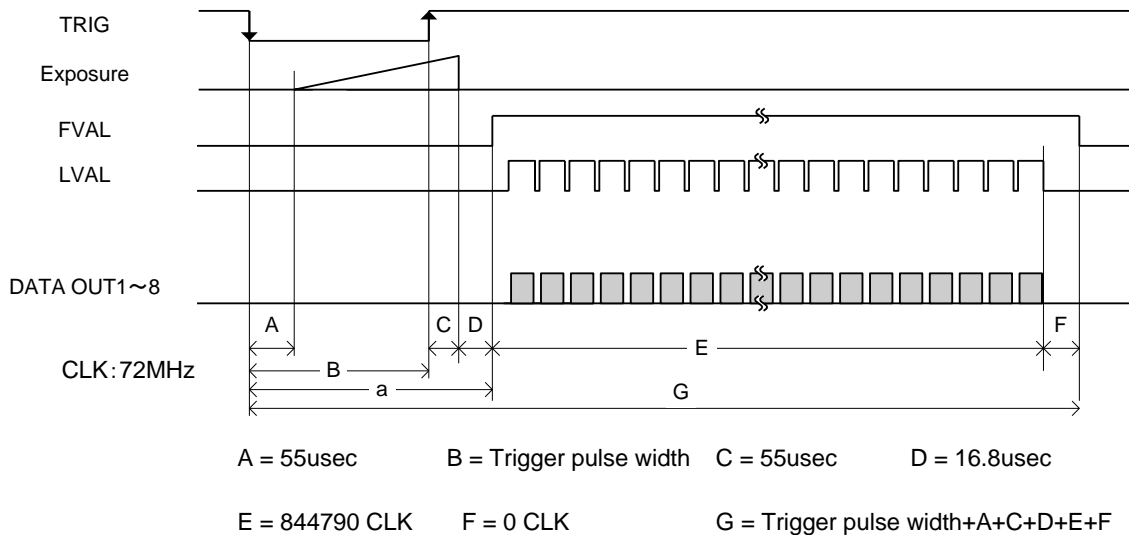 TRIG
Exposure
FVAL
LVAL
DATA OUT1～8
A
C
D
E
F
CLK：72MHz
B
a
G
A = 55usec B = Trigger pulse width C = 55usec D = 16.8usec
E = 844790 CLK F = 0 CLK G = Trigger pulse width+A+C+D+E+F